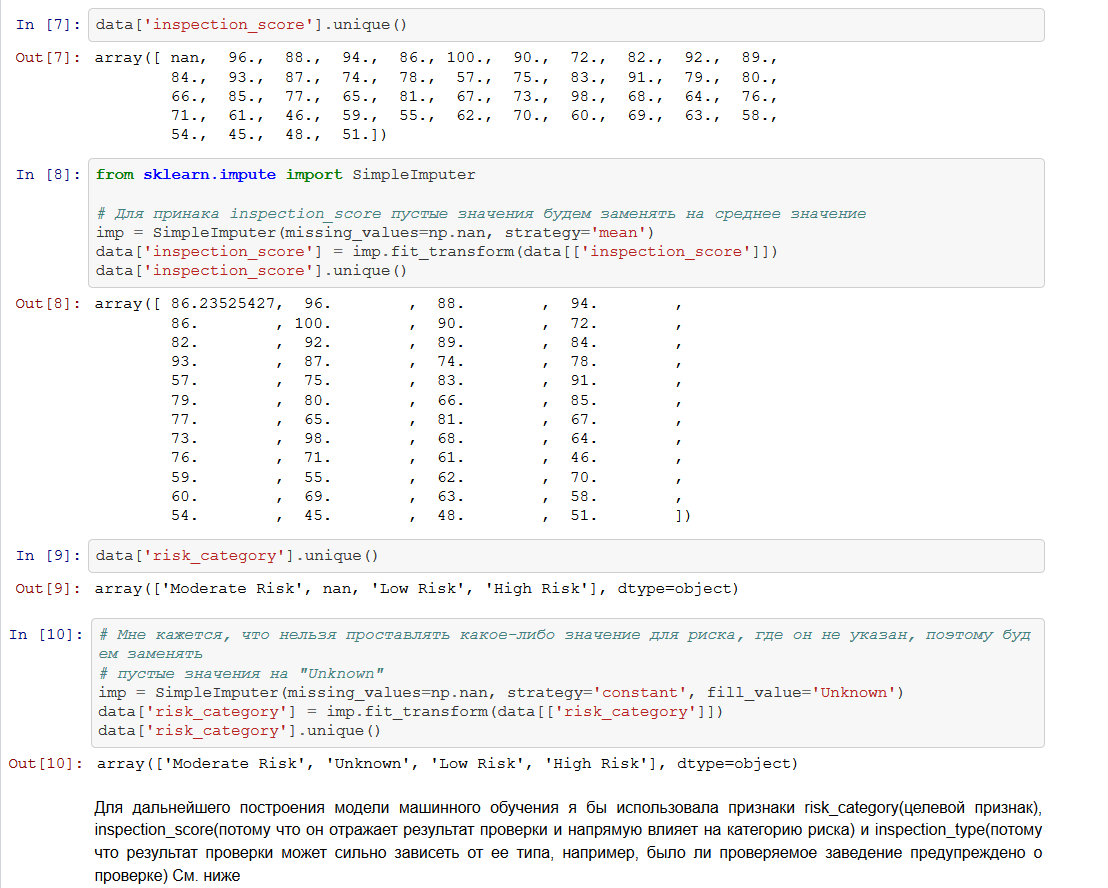 In [7]: data['inspection_score'].unique()
Out[7]: array([ nan,  96.,  88.,  94.,  86., 100.,  90.,  72.,  82.,  92.,  89.,
84.,  93.,  87.,  74.,  78.,  57.,  75.,  83.,  91.,  79.,  80.,
66.,  85.,  77.,  65.,  81.,  67.,  73.,  98.,  68.,  64.,  76.,
71.,  61.,  46.,  59.,  55.,  62.,  70.,  60.,  69.,  63.,  58.,
54.,  45.,  48.,  51.])
In [8]: from sklearn.impute import SimpleImputer
# Для принака inspection_score пустые значения будем заменять на среднее значение
imp = SimpleImputer(missing_values=np.nan, strategy='mean')
data['inspection_score'] = imp.fit_transform(data[['inspection_score']])
data['inspection_score'].unique()
Out[8]: array([ 86.23525427,  96.        ,  88.        ,  94.        ,
86.        , 100.        ,  90.        ,  72.        ,
82.        ,  92.        ,  89.        ,  84.        ,
93.        ,  87.        ,  74.        ,  78.        ,
57.        ,  75.        ,  83.        ,  91.        ,
79.        ,  80.        ,  66.        ,  85.        ,
77.        ,  65.        ,  81.        ,  67.        ,
73.        ,  98.        ,  68.        ,  64.        ,
76.        ,  71.        ,  61.        ,  46.        ,
59.        ,  55.        ,  62.        ,  70.        ,
60.        ,  69.        ,  63.        ,  58.        ,
54.        ,  45.        ,  48.        ,  51.        ])
In [9]: data['risk_category'].unique()
Out[9]: array(['Moderate Risk', nan, 'Low Risk', 'High Risk'], dtype=object)
In [10]: # Мне кажется, что нельзя проставлять какое-либо значение для риска, где он не указан, поэтому буд
ем заменять
# пустые значения на "Unknown"
imp = SimpleImputer(missing_values=np.nan, strategy='constant', fill_value='Unknown')
data['risk_category'] = imp.fit_transform(data[['risk_category']])
data['risk_category'].unique()
Out[10]: array(['Moderate Risk', 'Unknown', 'Low Risk', 'High Risk'], dtype=object)
Для дальнейшего построения модели машинного обучения я бы использовала признаки risk_category(целевой признак),
inspection_score(потому что он отражает результат проверки и напрямую влияет на категорию риска) и inspection_type(потому
что результат проверки может сильно зависеть от ее типа, например, было ли проверяемое заведение предупреждено о
проверке) См. ниже